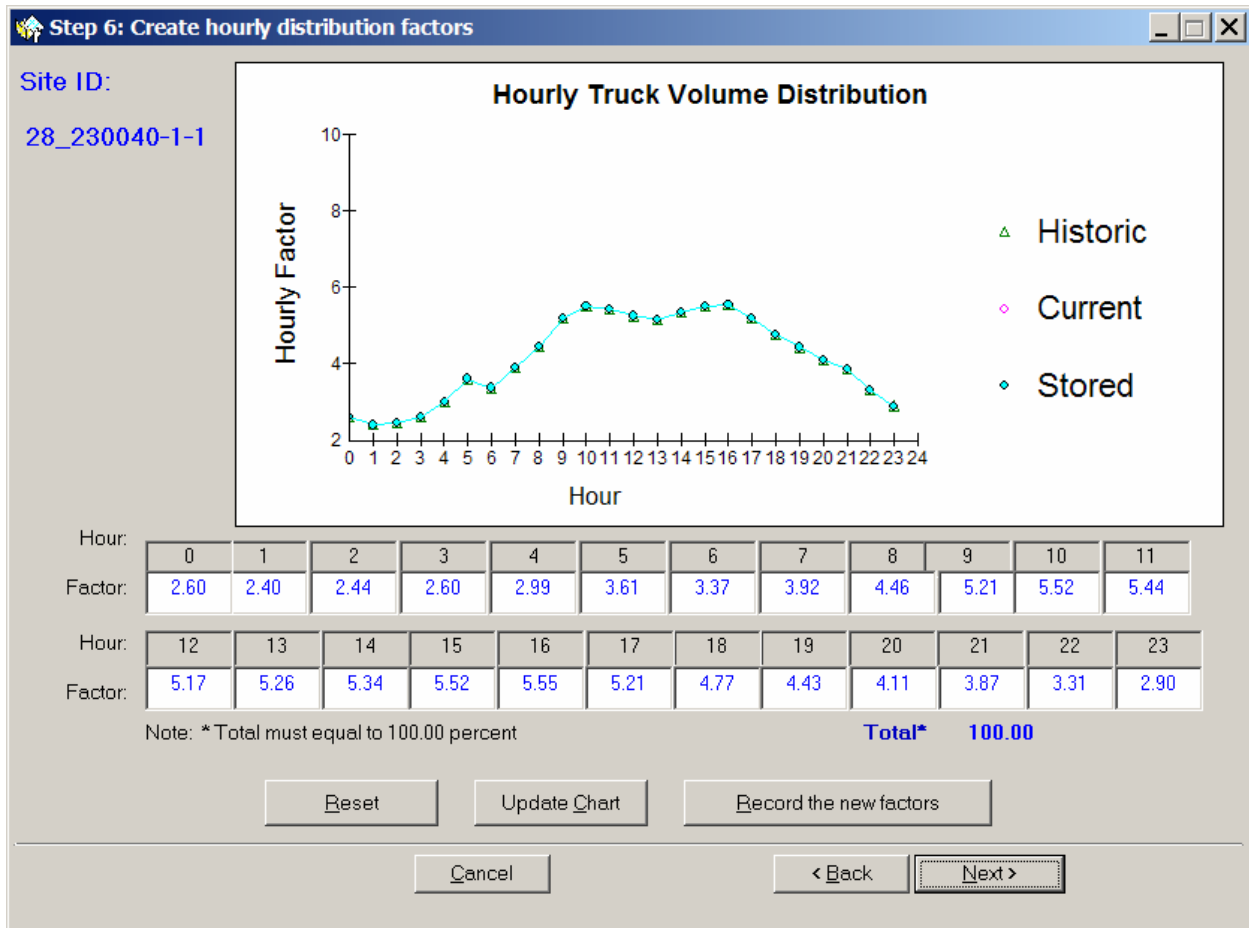 Step 6: Create hourly distribution factors
Site ID:
28_230040-1-1
Hourly Truck Volume Distribution
Hourly Factor
10
8
6
4
2
0 1 2 3 4 5 6 7 8 9 10 11 12 13 14 15 16 17 18 19 20 21 22 23 24
Hour
Historic
Current
Stored
Hour: 0 1 2 3 4 5 6 7 8 9 10 11
Factor: 2.60 2.40 2.44 2.60 2.99 3.61 3.37 3.92 4.46 5.21 5.52 5.44
Hour: 12 13 14 15 16 17 18 19 20 21 22 23
Factor: 5.17 5.26 5.34 5.52 5.55 5.21 4.77 4.43 4.11 3.87 3.31 2.90
Note: * Total must equal to 100.00 percent Total* 100.00
Reset Update Chart Record the new factors
Cancel < Back Next >